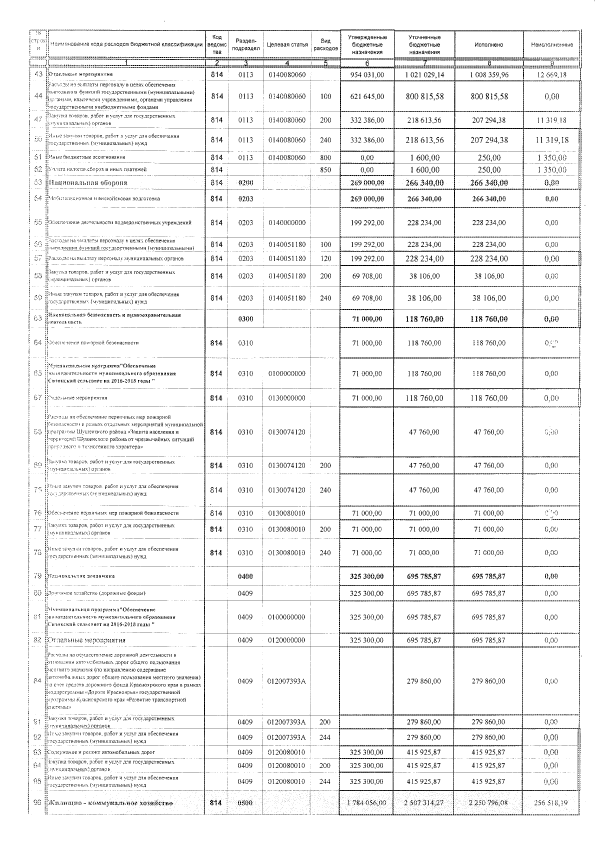 № строки Наименования кода расходов бюджетной классификации Код ведомства Раздел-подраздел Целевая статья Вид расходов Утвержденные бюджетные назначения Уточненные бюджетные назначения Исполнено Неисполненные
1 2 3 4 5 6 7 8 9
43 Отдельные мероприятия 814 0113 0140080060 954 031,00 1 021 029,14 1 008 359,96 12 669,18
44 Расходы на выплаты персоналу в целях обеспечения
выполнения функций государственными (муниципальными)
органами, казенными учреждениями, органами управления
государственными внебюджетными фондами 814 0113 0140080060 100 621 645,00 800 815,58 800 815,58 0,00
47 Закупка товаров, работ и услуг для государственных
(муниципальных) органов 814 0113 0140080060 200 332 386,00 218 613,56 207 294,38 11 319,18
50 Иные закупки товаров, работ и услуг для обеспечения
государственных (муниципальных) нужд 814 0113 0140080060 240 332 386,00 218 613,56 207 294,38 11 319,18
51 Иные бюджетные ассигнования 814 0113 0140080060 800 0,00 1 600,00 250,00 1 350,00
52 Уплата налогов, сборов и иных платежей 814 850 0,00 1 600,00 250,00 1 350,00
53 Национальная оборона 814 0200 269 000,00 266 340,00 266 340,00 0,00
54 Мобилизационная и вневойсковая подготовка 814 0203 269 000,00 266 340,00 266 340,00 0,00
55 Обеспечение деятельности подведомственных учреждений 814 0203 0140000000 199 292,00 228 234,00 228 234,00 0,00
56 Расходы на выплаты персоналу в целях обеспечения
выполнения функций государственными (муниципальными) 814 0203 0140051180 100 199 292,00 228 234,00 228 234,00 0,00
57 Расходы на выплату персоналу муниципальных органов 814 0203 0140051180 120 199 292,00 228 234,00 228 234,00 0,00
58 Закупка товаров, работ и услуг для государственных
(муниципальных) органов 814 0203 0140051180 200 69 708,00 38 106,00 38 106,00 0,00
59 Иные закупки товаров, работ и услуг для обеспечения
государственных (муниципальных) нужд 814 0203 0140051180 240 69 708,00 38 106,00 38 106,00 0,00
63 Национальная безопасность и правоохранительная
деятельность 0300 71 000,00 118 760,00 118 760,00 0,00
64 Обеспечение пожарной безопасности 814 0310 71 000,00 118 760,00 118 760,00
65 Муниципальная программа "Обеспечение
жизнедеятельности муниципального образования
сельсовет на 2016-2018 годы " 814 0310 0100000000 71 000,00 118 760,00 118 760,00 0,00
67 Отдельные мероприятия 814 0310 0130000000 71 000,00 118 760,00 118 760,00 0,00
68 Расходы на обеспечение первичных мер пожарной
безопасности в рамках отдельных мероприятий муниципальной
программы Шушенского района «Защита населения и
территорий Шушенского района от чрезвычайных ситуаций
природного и техногенного характера» 814 0310 0130074120 47 760,00 47 760,00 0,00
69 Закупка товаров, работ и услуг для государственных
(муниципальных) органов 814 0310 0130074120 200 47 760,00 47 760,00 0,00
75 Иные закупки товаров, работ и услуг для обеспечения
государственных (муниципальных) нужд 814 0310 0130074120 240 47 760,00 47 760,00 0,00
76 Обеспечение первичных мер пожарной безопасности 814 0310 0130080010 71 000,00 71 000,00 71 000,00
77 Закупка товаров, работ и услуг для государственных
(муниципальных) органов 814 0310 0130080010 200 71 000,00 71 000,00 71 000,00 0,00
78 Иные закупки товаров, работ и услуг для обеспечения
государственных (муниципальных) нужд 814 0310 0130080010 240 71 000,00 71 000,00 71 000,00 0,00
79 Национальная экономика 0400 325 300,00 695 785,87 695 785,87 0,00
80 Дорожное хозяйство (дорожные фонды) 0409 325 300,00 695 785,87 695 785,87 0,00
81 Муниципальная программа "Обеспечение
жизнедеятельности муниципального образования
сельсовет на 2016-2018 годы " 0409 0100000000 325 300,00 695 785,87 695 785,87 0,00
82 Отдельные мероприятия 0409 0120000000 325 300,00 695 785,87 695 785,87 0,00
84 Расходы на осуществление дорожной деятельности в
отношении автомобильных дорог общего пользования
местного значения (по направлению содержание
автомобильных дорог общего пользования местного значения)
за счет средств дорожного фонда Красноярского края в рамках
подпрограммы «Дороги Красноярья» государственной
программы Красноярского края «Развитие транспортной
системы» 0409 012007393А 279 860,00 279 860,00 0,00
91 Закупка товаров, работ и услуг для государственных
(муниципальных) органов 0409 012007393А 200 279 860,00 279 860,00 0,00
92 Иные закупки товаров, работ и услуг для обеспечения
государственных (муниципальных) нужд 0409 012007393А 244 279 860,00 279 860,00 0,00
93 Содержание и ремонт автомобильных дорог 0409 0120080010 325 300,00 415 925,87 415 925,87 0,00
94 Закупка товаров, работ и услуг для государственных
(муниципальных) органов 0409 0120080010 200 325 300,00 415 925,87 415 925,87 0,00
95 Иные закупки товаров, работ и услуг для обеспечения
государственных (муниципальных) нужд 0409 0120080010 244 325 300,00 415 925,87 415 925,87 0,00
96 Жилищно - коммунальное хозяйство 814 0500 1 784 056,00 2 507 314,27 2 250 796,08 256 518,19